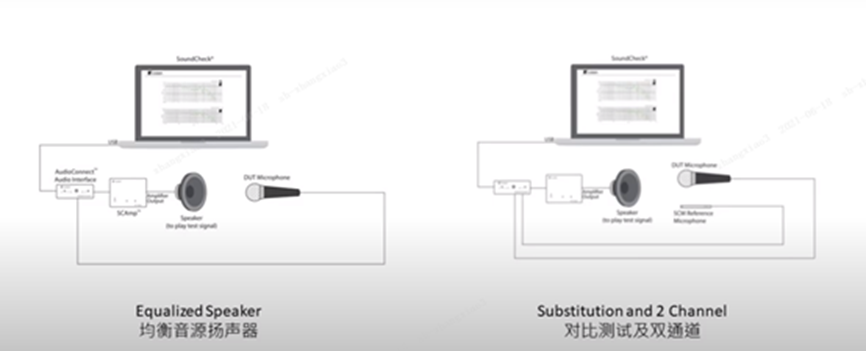 SoundCheck®
USB
AudioConnect™
Audio Interface
SCAmp™
Amplifier
Output
Speaker
(to play test signal)
DUT Microphone
Equalized Speaker
均衡音源扬声器
SoundCheck®
USB
Amplifier
Output
Speaker
(to play test signal)
DUT Microphone
SCM Reference
Microphone
Substitution and 2 Channel
对比测试及双通道